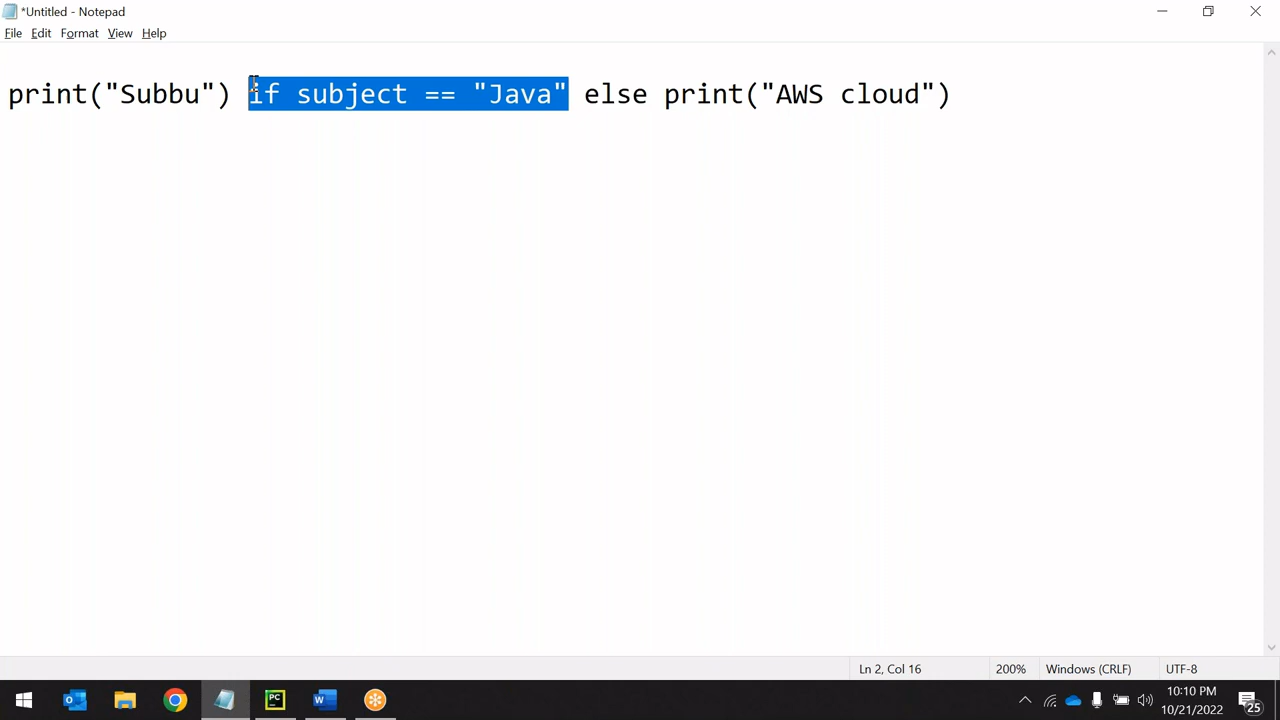 *Untitled - Notepad
File Edit Format View Help
print("Subbu") if subject == "Java" else print("AWS cloud")
Ln 2, Col 16 200% Windows (CRLF) UTF-8
PC W 10:10 PM
10/21/2022 25